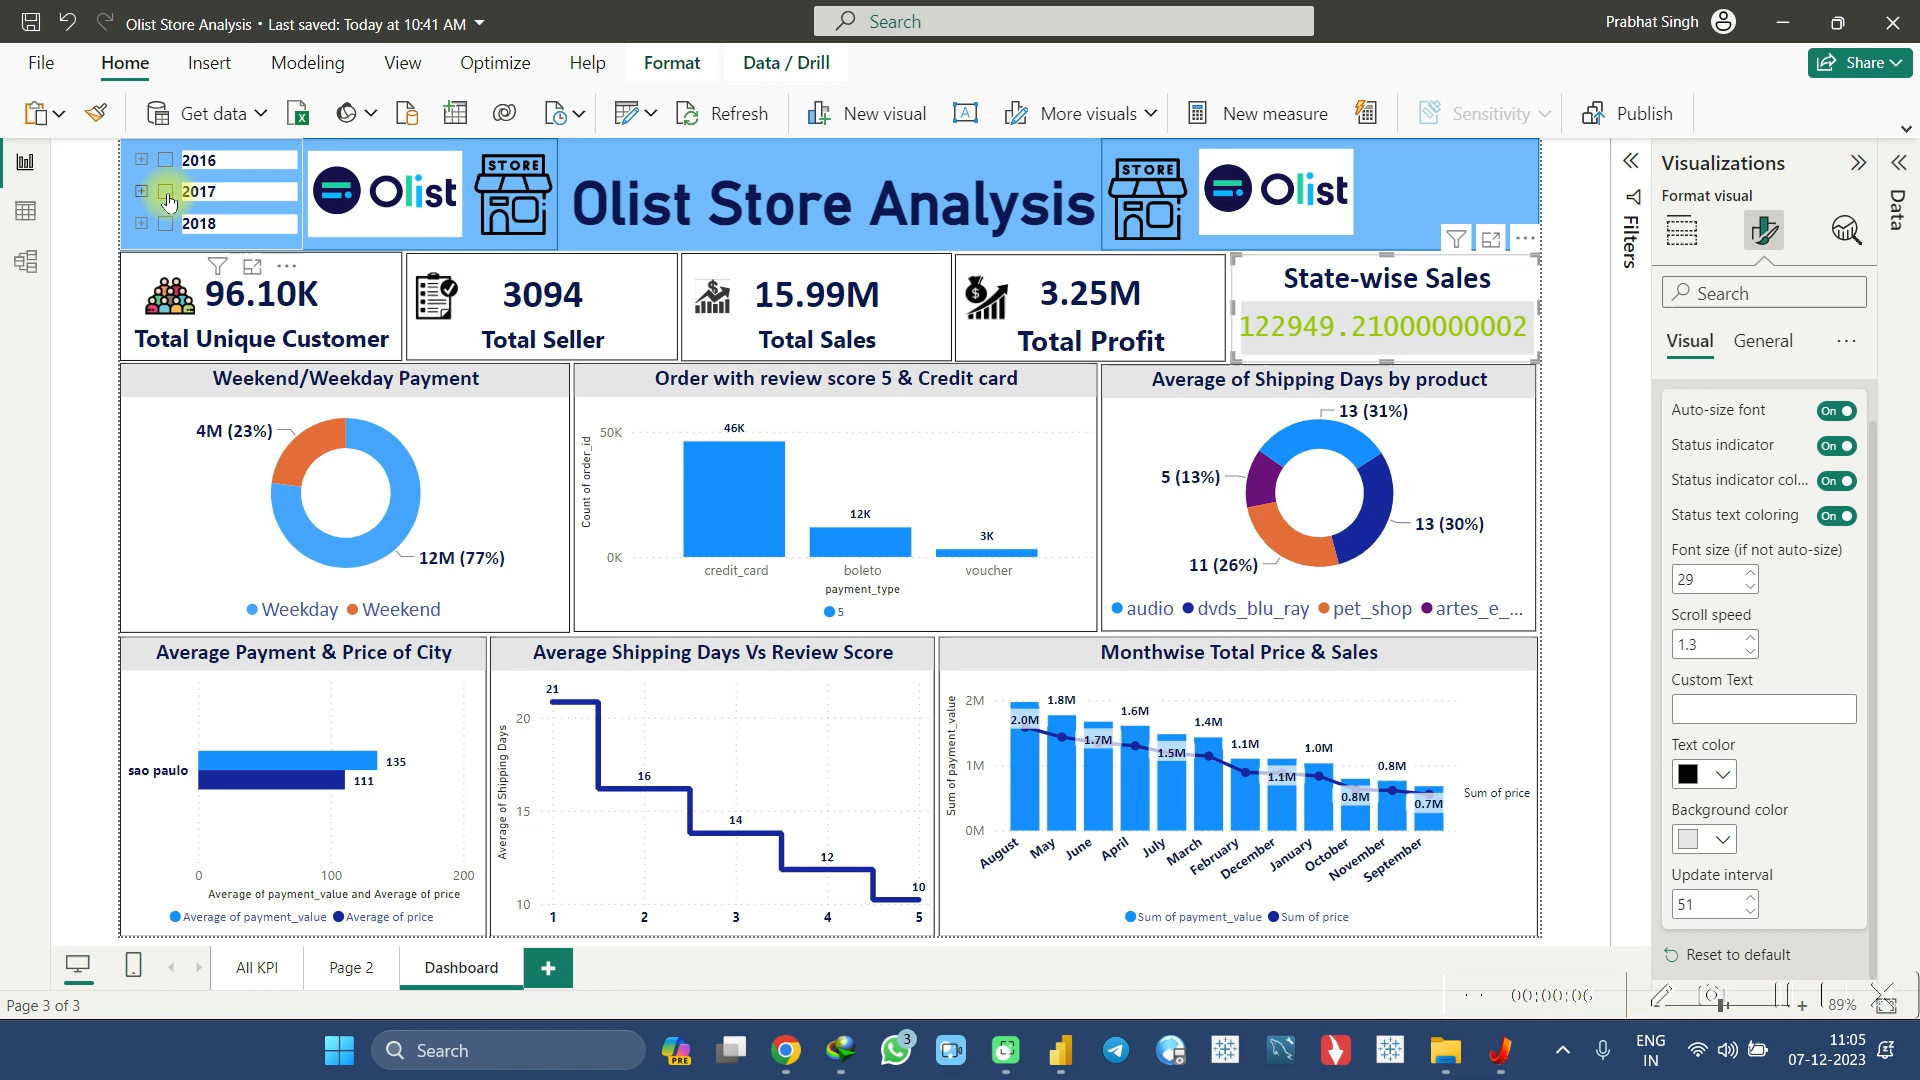 Olist Store Analysis • Last saved: Today at 10:41 AM
Search
Prabhat Singh
File Home Insert Modeling View Optimize Help Format Data / Drill
Share
Get data Refresh New visual A More visuals New measure Sensitivity Publish
2016
2017
2018
Olist
STORE
Olist Store Analysis
STORE
Olist
96.10K
Total Unique Customer
3094
Total Seller
15.99M
Total Sales
3.25M
Total Profit
State-wise Sales
122949.21000000002
Weekend/Weekday Payment
4M (23%)
12M (77%)
Weekday Weekend
Order with review score 5 & Credit card
Count of order_id
50K
0K
46K
12K
3K
credit_card boleto voucher
payment_type
5
Average of Shipping Days by product
13 (31%)
5 (13%)
13 (30%)
11 (26%)
audio dvds_blu_ray pet_shop artes_e_...
Average Payment & Price of City
sao paulo
135
111
0 100 200
Average of payment_value and Average of price
Average of payment_value Average of price
Average Shipping Days Vs Review Score
Average of Shipping Days
20
15
10
21
16
14
12
10
1 2 3 4 5
Monthwise Total Price & Sales
Sum of payment_value
2M
1M
0M
2.0M 1.8M 1.7M 1.6M 1.5M 1.4M 1.1M 1.1M 1.0M 0.8M 0.8M 0.7M
Sum of price
August May June April July March February December January October November September
Sum of payment_value Sum of price
Filters
Visualizations
Format visual
Search
Visual General
Auto-size font On
Status indicator On
Status indicator col... On
Status text coloring On
Font size (if not auto-size)
29
Scroll speed
1.3
Custom Text
Text color
Background color
Update interval
51
Reset to default
Data
All KPI Page 2 Dashboard
Page 3 of 3
89%
Search
PRE
3
ENG
IN
11:05
07-12-2023